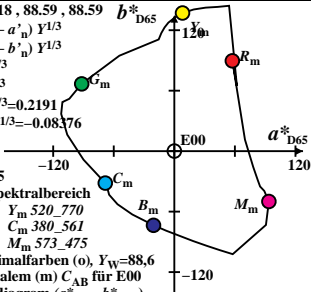 18 , 88.59 , 88.59
b*D65
– a'n) Y1/3
– b'n) Y1/3
120
Ym
Rm
Gm
³=0.2191
1/3=–0.08376
E00
a*D65
–120
120
Cm
pektralbereich
Ym 520_770
Bm
Mm
Cm 380_561
Mm 573_475
imalfarben (o), YW=88,6
alem (m) CAB für E00
–120